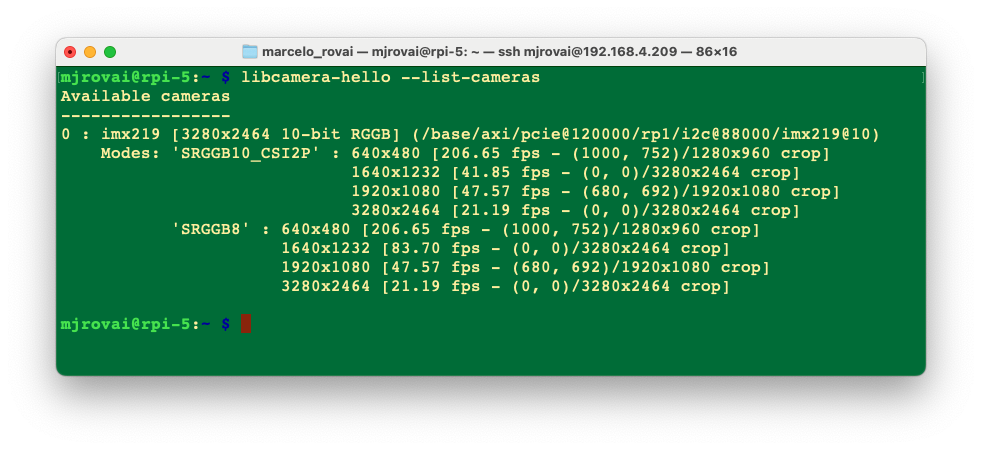 marcelo_rovai — mjrovai@rpi-5: ~ — ssh mjrovai@192.168.4.209 — 86×16
mjrovai@rpi-5:~ $ libcamera-hello --list-cameras
Available cameras
-----------------
0 : imx219 [3280x2464 10-bit RGGB] (/base/axi/pcie@120000/rp1/i2c@88000/imx219@10)
    Modes: 'SRGGB10_CSI2P' : 640x480 [206.65 fps - (1000, 752)/1280x960 crop]
                             1640x1232 [41.85 fps - (0, 0)/3280x2464 crop]
                             1920x1080 [47.57 fps - (680, 692)/1920x1080 crop]
                             3280x2464 [21.19 fps - (0, 0)/3280x2464 crop]
           'SRGGB8' : 640x480 [206.65 fps - (1000, 752)/1280x960 crop]
                      1640x1232 [83.70 fps - (0, 0)/3280x2464 crop]
                      1920x1080 [47.57 fps - (680, 692)/1920x1080 crop]
                      3280x2464 [21.19 fps - (0, 0)/3280x2464 crop]
mjrovai@rpi-5:~ $